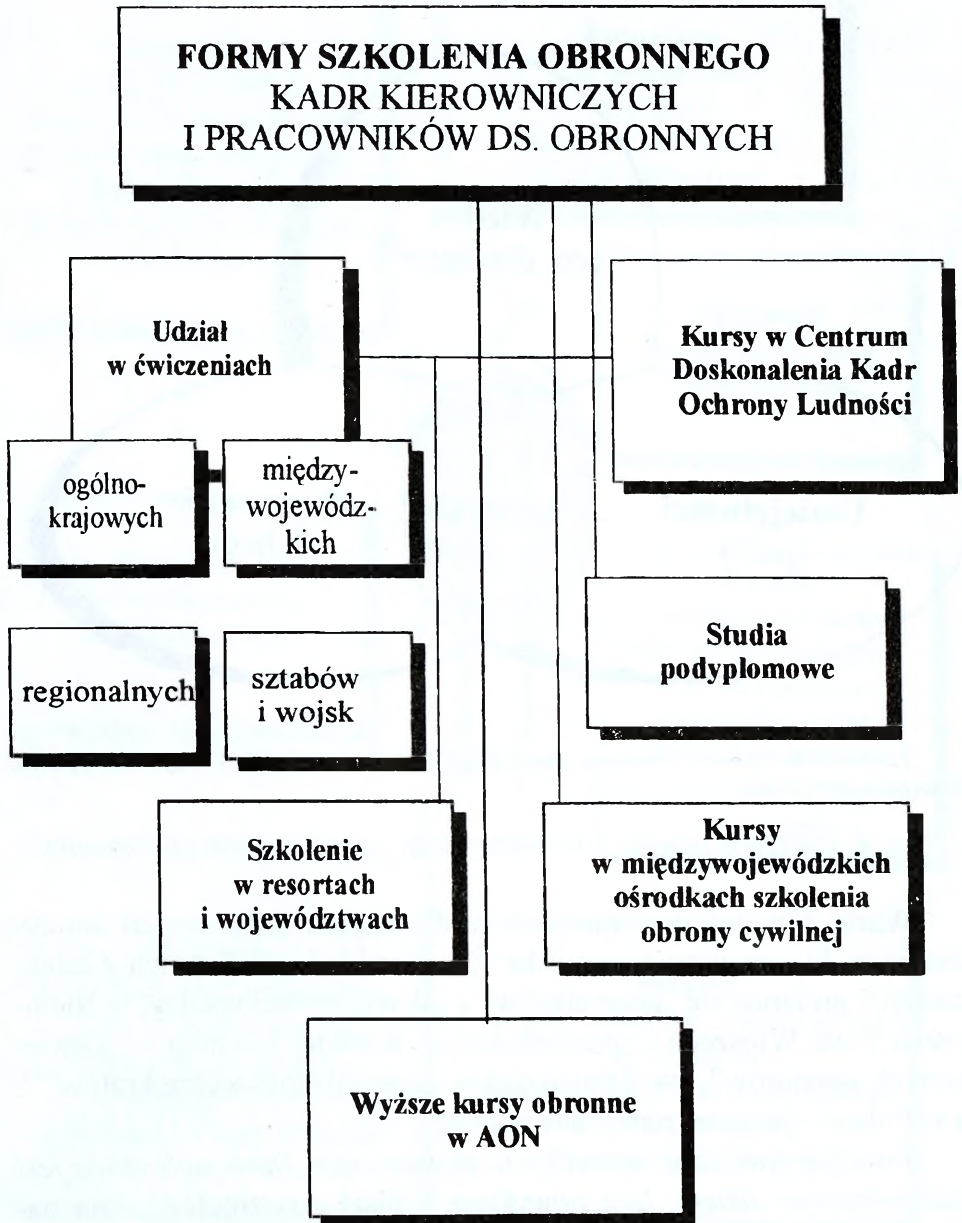 FORMY SZKOLENIA OBRONNEGO
KADR KIEROWNICZYCH
I PRACOWNIKÓW DS. OBRONNYCH
Udział
w ćwiczeniach
Kursy w Centrum
Doskonalenia Kadr
Ochrony Ludności
ogólno-
krajowych
między-
wojewódz-
kich
regionalnych
sztabów
i wojsk
Studia
podyplomowe
Szkolenie
w resortach
i województwach
Kursy
w międzywojewódzkich
ośrodkach szkolenia
obrony cywilnej
Wyższe kursy obronne
w AON